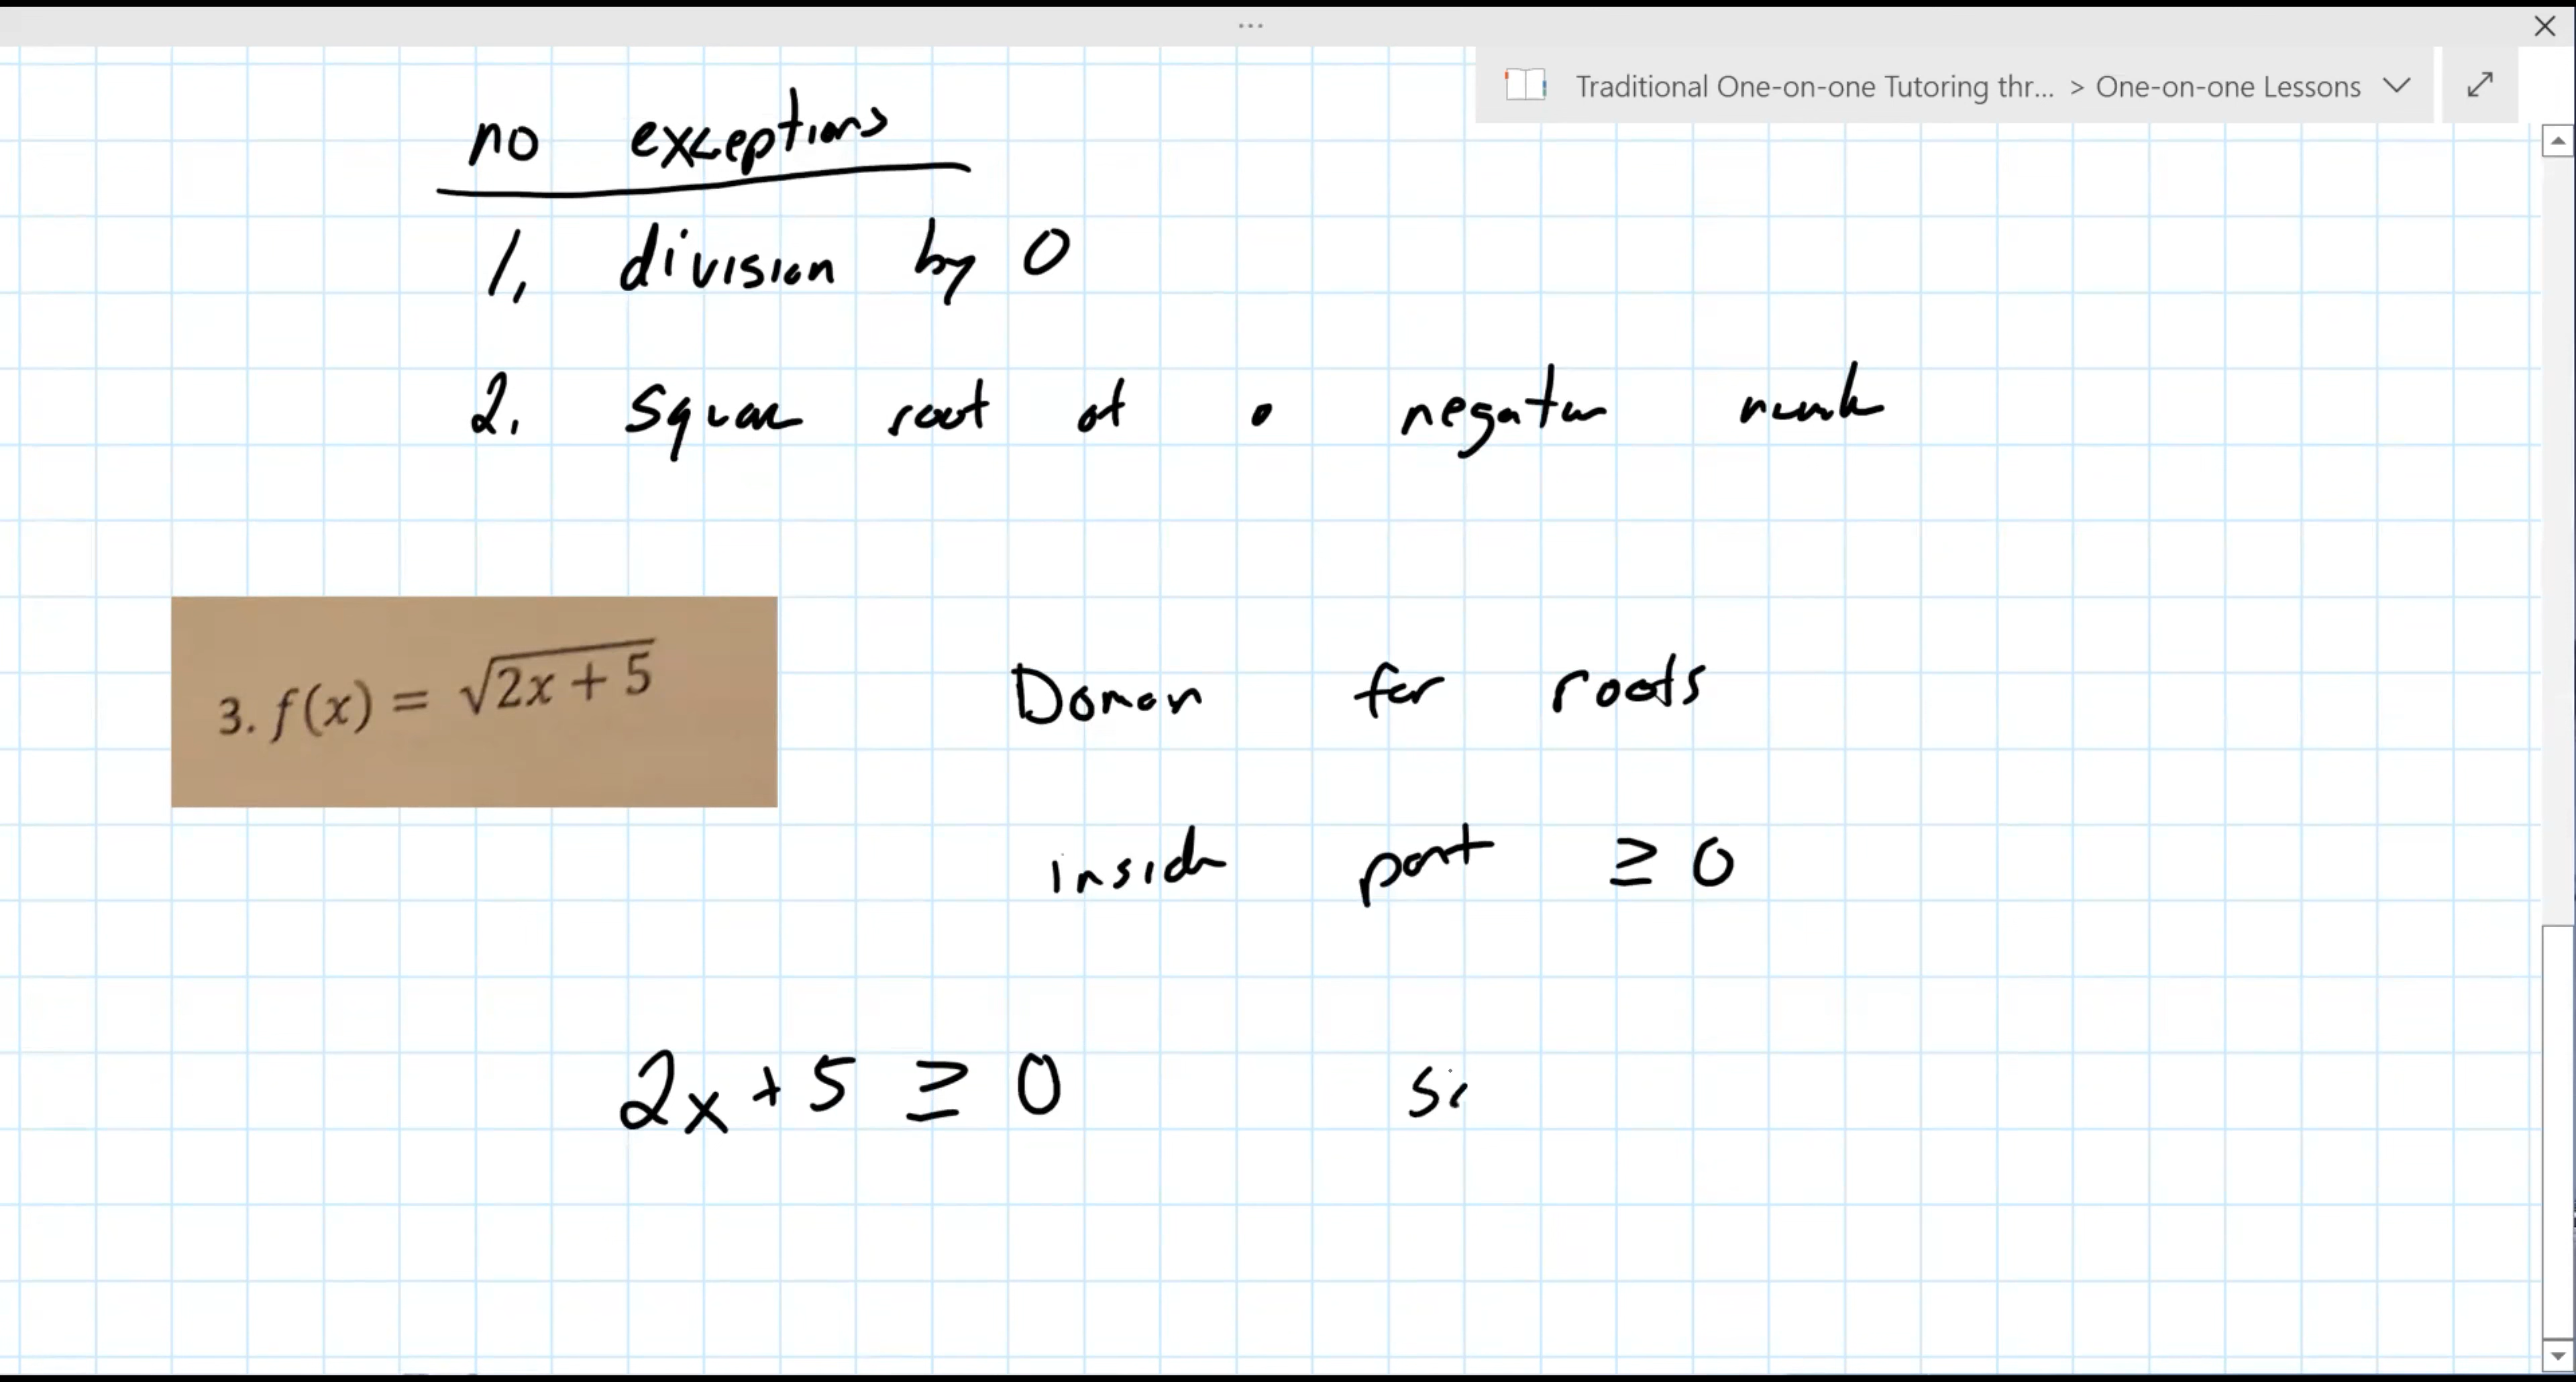 ...
Traditional One-on-one Tutoring thr... > One-on-one Lessons
no exceptions
1. division by 0
2. square root of a negative number
3. f(x) = √2x + 5
Domain for roots
inside part ≥ 0
2x + 5 ≥ 0 si